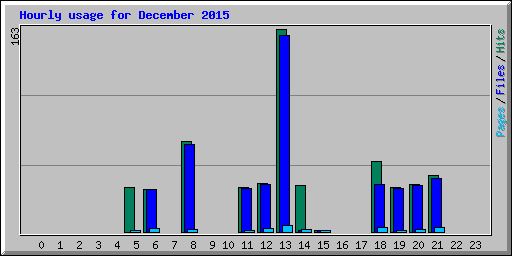 Hourly usage for December 2015
163
Pages/Files/Hits
0 1 2 3 4 5 6 7 8 9 10 11 12 13 14 15 16 17 18 19 20 21 22 23